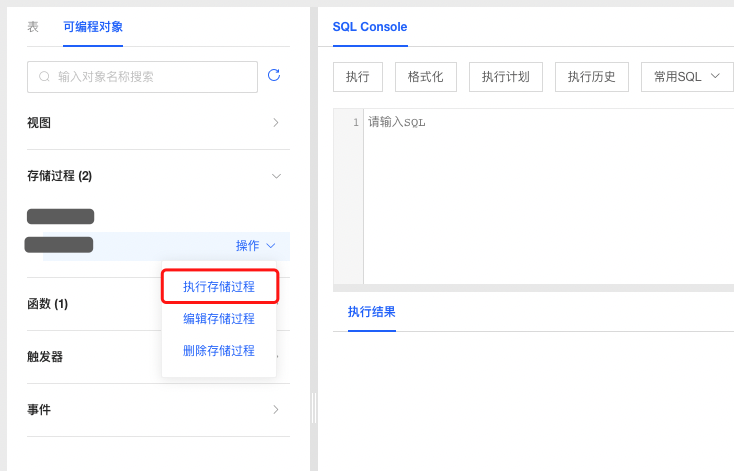 表 可编程对象
输入对象名称搜索
视图
存储过程 (2)
操作
执行存储过程
函数 (1)
编辑存储过程
删除存储过程
触发器
事件
SQL Console
执行 格式化 执行计划 执行历史 常用SQL
1 请输入SQL
执行结果